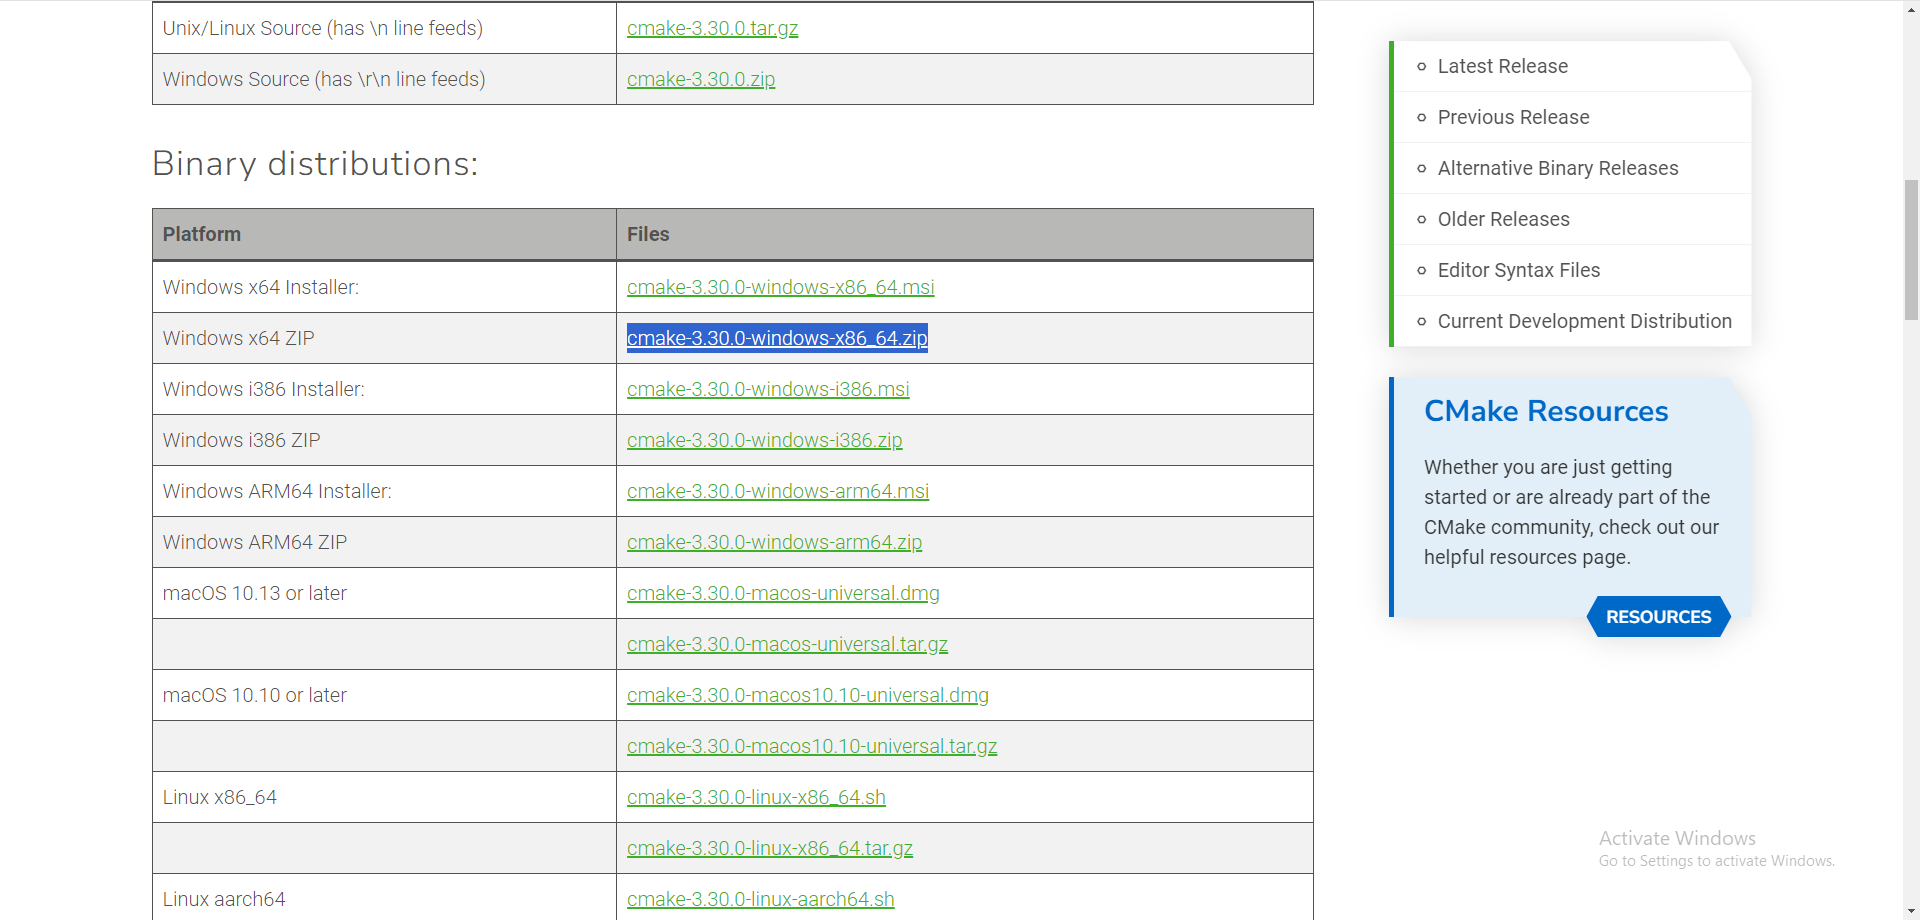 Unix/Linux Source (has \n line feeds) cmake-3.30.0.tar.gz
Windows Source (has \r\n line feeds) cmake-3.30.0.zip
Binary distributions:
Platform Files
Windows x64 Installer: cmake-3.30.0-windows-x86_64.msi
Windows x64 ZIP cmake-3.30.0-windows-x86_64.zip
Windows i386 Installer: cmake-3.30.0-windows-i386.msi
Windows i386 ZIP cmake-3.30.0-windows-i386.zip
Windows ARM64 Installer: cmake-3.30.0-windows-arm64.msi
Windows ARM64 ZIP cmake-3.30.0-windows-arm64.zip
macOS 10.13 or later cmake-3.30.0-macos-universal.dmg
cmake-3.30.0-macos-universal.tar.gz
macOS 10.10 or later cmake-3.30.0-macos10.10-universal.dmg
cmake-3.30.0-macos10.10-universal.tar.gz
Linux x86_64 cmake-3.30.0-linux-x86_64.sh
cmake-3.30.0-linux-x86_64.tar.gz
Linux aarch64 cmake-3.30.0-linux-aarch64.sh
Latest Release
Previous Release
Alternative Binary Releases
Older Releases
Editor Syntax Files
Current Development Distribution
CMake Resources
Whether you are just getting
started or are already part of the
CMake community, check out our
helpful resources page.
RESOURCES
Activate Windows
Go to Settings to activate Windows.